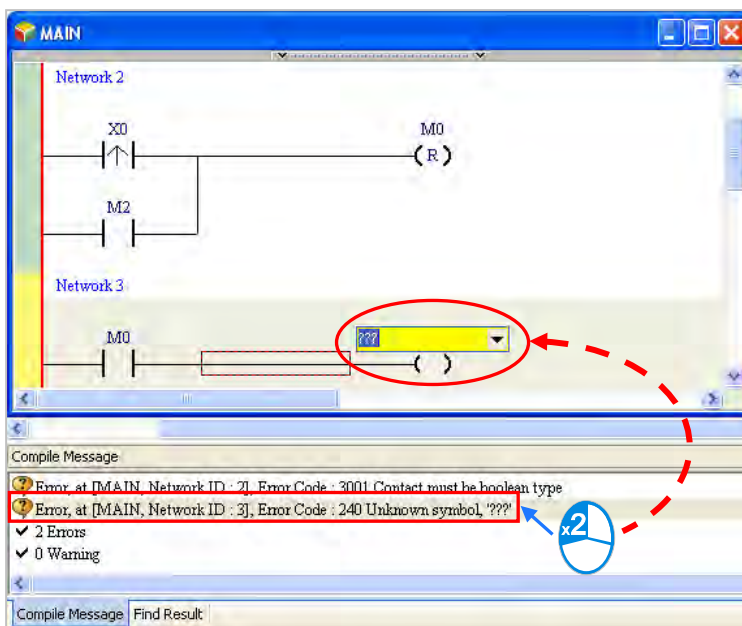 MAIN
Network 2
X0
M0
( R )
M2
Network 3
M0
???
( )
Compile Message
Error, at [MAIN, Network ID : 2], Error Code : 3001 Contact must be boolean type
Error, at [MAIN, Network ID : 3], Error Code : 240 Unknown symbol, '???'
2 Errors
0 Warning
x2
Compile Message Find Result